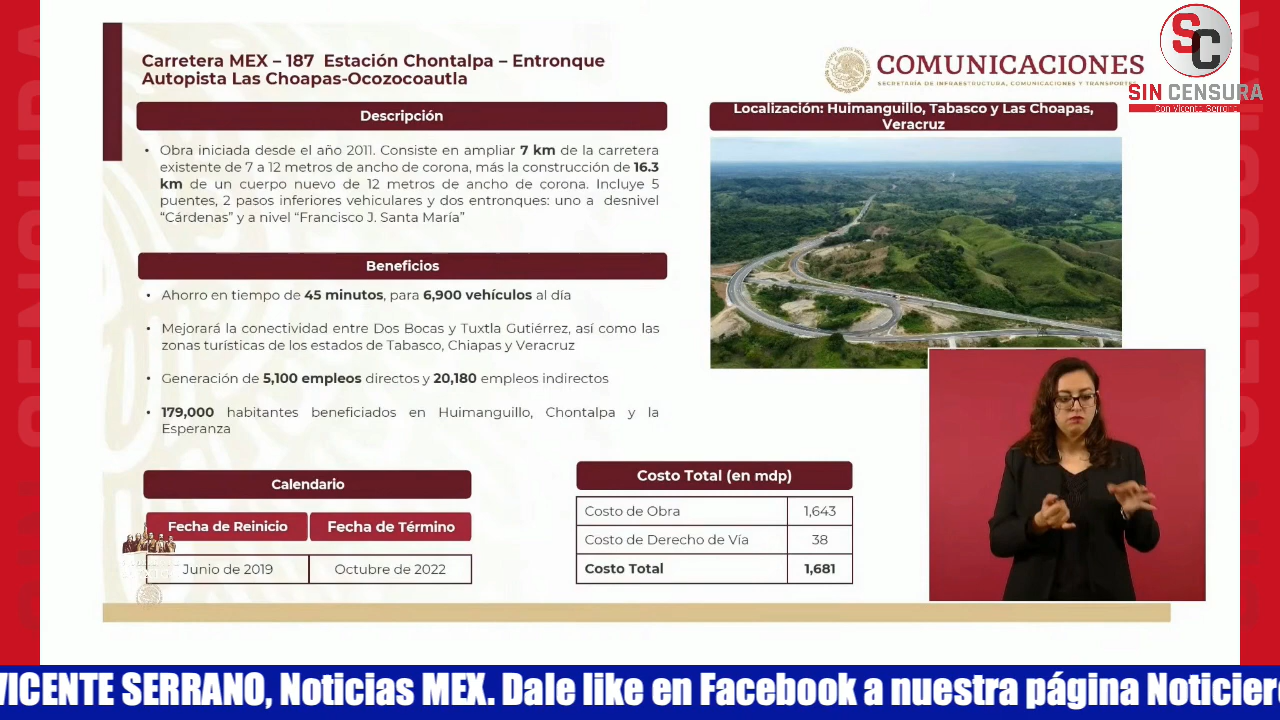 Carretera MEX – 187 Estación Chontalpa – Entronque
Autopista Las Choapas-Ocozocoautla
COMUNICACIONES
SECRETARÍA DE INFRAESTRUCTURA, COMUNICACIONES Y TRANSPORTES
SC
SIN CENSURA
Con Vicente Serrano
Descripción
• Obra iniciada desde el año 2011. Consiste en ampliar 7 km de la carretera
existente de 7 a 12 metros de ancho de corona, más la construcción de 16.3
km de un cuerpo nuevo de 12 metros de ancho de corona. Incluye 5
puentes, 2 pasos inferiores vehiculares y dos entronques: uno a desnivel
“Cárdenas” y a nivel “Francisco J. Santa María”
Localización: Huimanguillo, Tabasco y Las Choapas,
Veracruz
Beneficios
• Ahorro en tiempo de 45 minutos, para 6,900 vehículos al día
• Mejorará la conectividad entre Dos Bocas y Tuxtla Gutiérrez, así como las
zonas turísticas de los estados de Tabasco, Chiapas y Veracruz
• Generación de 5,100 empleos directos y 20,180 empleos indirectos
• 179,000 habitantes beneficiados en Huimanguillo, Chontalpa y la
Esperanza
Calendario
Fecha de Reinicio Fecha de Término
Junio de 2019 Octubre de 2022
Costo Total (en mdp)
Costo de Obra 1,643
Costo de Derecho de Vía 38
Costo Total 1,681
VICENTE SERRANO, Noticias MEX. Dale like en Facebook a nuestra página Noticier